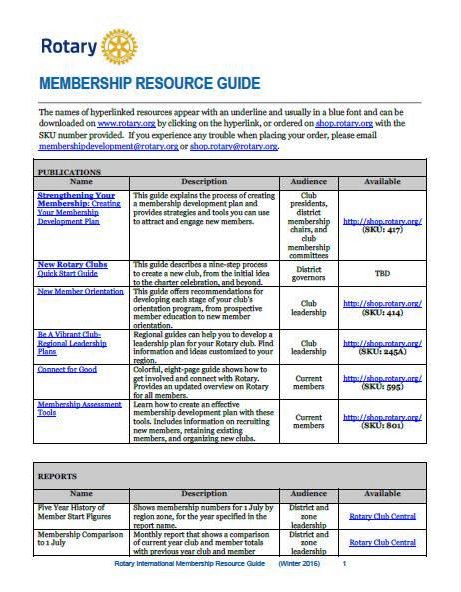 Rotary
MEMBERSHIP RESOURCE GUIDE
The names of hyperlinked resources appear with an underline and usually in a blue font and can be
downloaded on www.rotary.org by clicking on the hyperlink, or ordered on shop.rotary.org with the
SKU number provided. If you experience any trouble when placing your order, please email
membershipdevelopment@rotary.org or shop.rotary@rotary.org.
PUBLICATIONS
Name Description Audience Available
Strengthening Your
Membership: Creating
Your Membership
Development Plan
This guide explains the process of creating
a membership development plan and
provides strategies and tools you can use
to attract and engage new members.
Club
presidents,
district
membership
chairs, and
club
membership
committees
http://shop.rotary.org/
(SKU: 417)
New Rotary Clubs
Quick Start Guide
This guide describes a nine-step process
to create a new club, from the initial idea
to the charter celebration, and beyond.
District
governors
TBD
New Member Orientation
This guide offers recommendations for
developing each stage of your club's
orientation program, from prospective
member education to new member
orientation.
Club
leadership
http://shop.rotary.org/
(SKU: 414)
Be A Vibrant Club-
Regional Leadership
Plans
Regional guides can help you to develop a
leadership plan for your Rotary club. Find
information and ideas customized to your
region.
Club
leadership
http://shop.rotary.org/
(SKU: 245A)
Connect for Good
Colorful, eight-page guide shows how to
get involved and connect with Rotary.
Provides an updated overview on Rotary
for all members.
Current
members
http://shop.rotary.org/
(SKU: 595)
Membership Assessment
Tools
Learn how to create an effective
membership development plan with these
tools. Includes information on recruiting
new members, retaining existing
members, and organizing new clubs.
Current
members
http://shop.rotary.org/
(SKU: 801)
REPORTS
Name Description Audience Available
Five Year History of
Member Start Figures
Shows membership numbers for 1 July by
region zone, for the year specified in the
report name.
District and
zone
leadership
Rotary Club Central
Membership Comparison
to 1 July
Monthly report that shows a comparison
of current year club and member totals
with previous year club and member
District and
zone
leadership
Rotary Club Central
Rotary International Membership Resource Guide (Winter 2016) 1